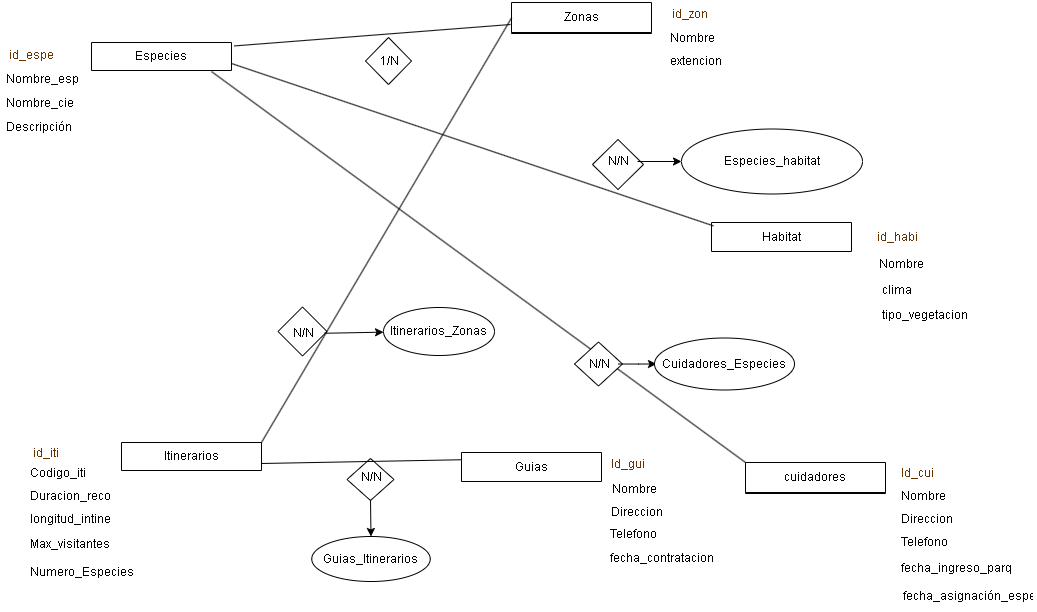 Zonas
id_zon
Nombre
extencion
Especies
id_espe
Nombre_esp
Nombre_cie
Descripción
1/N
N/N
Especies_habitat
Habitat
id_habi
Nombre
clima
tipo_vegetacion
N/N
Itinerarios_Zonas
N/N
Cuidadores_Especies
Itinerarios
id_iti
Codigo_iti
Duracion_reco
longitud_intine
Max_visitantes
Numero_Especies
N/N
Guias_Itinerarios
Guias
Id_gui
Nombre
Direccion
Telefono
fecha_contratacion
cuidadores
Id_cui
Nombre
Direccion
Telefono
fecha_ingreso_parq
fecha_asignación_espe